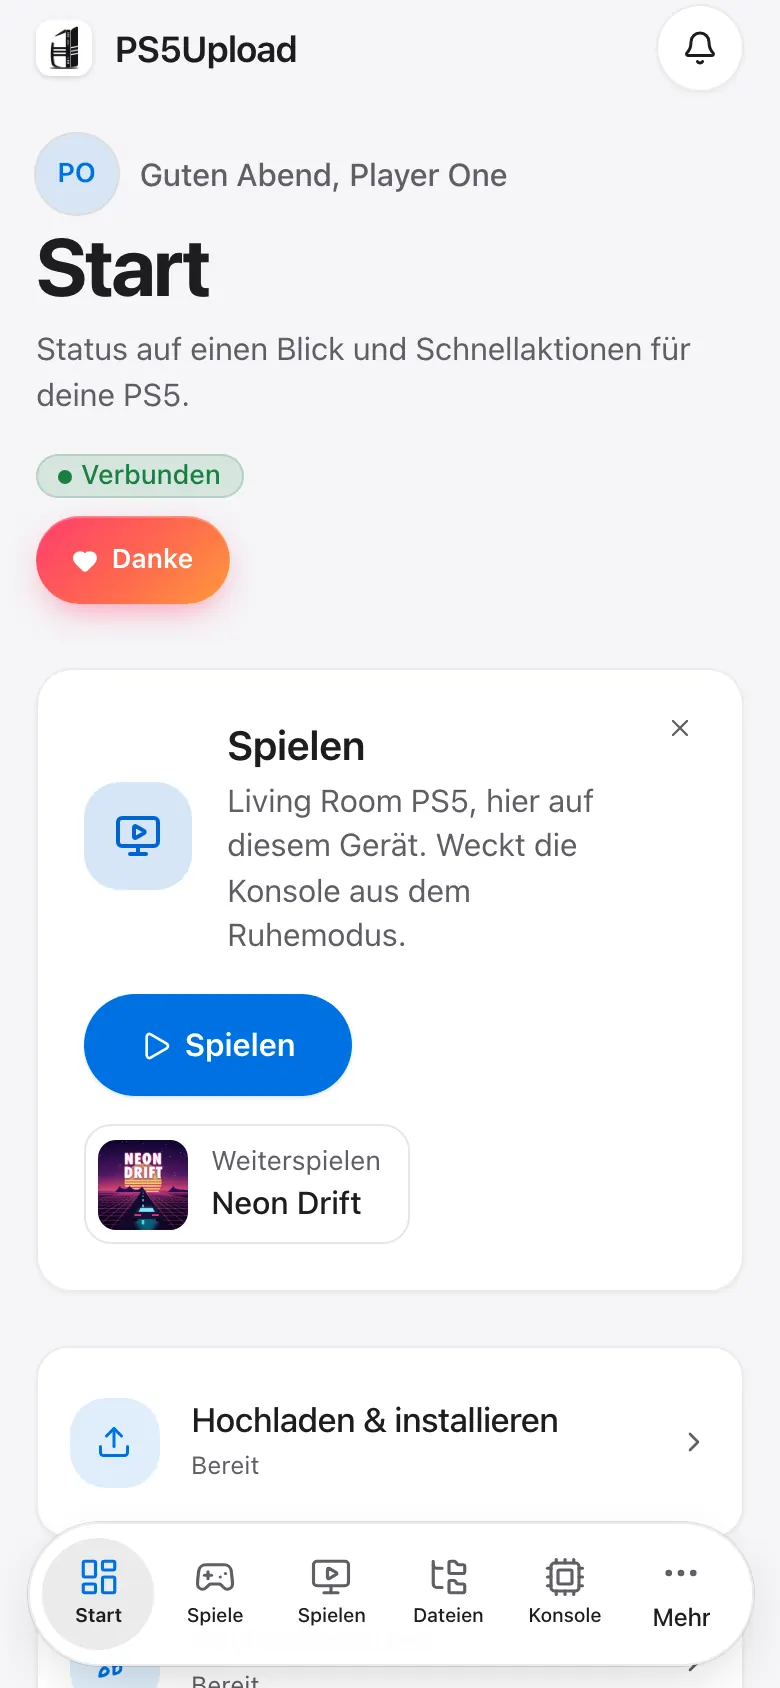 PS5Upload
PO
Guten Abend, Player One
Start
Status auf einen Blick und Schnellaktionen für
deine PS5.
Verbunden
Danke
Spielen
Living Room PS5, hier auf
diesem Gerät. Weckt die
Konsole aus dem
Ruhemodus.
Spielen
NEON
DRIFT
Weiterspielen
Neon Drift
Hochladen & installieren
Bereit
Start
Spiele
Spielen
Dateien
Konsole
Mehr
Bereit